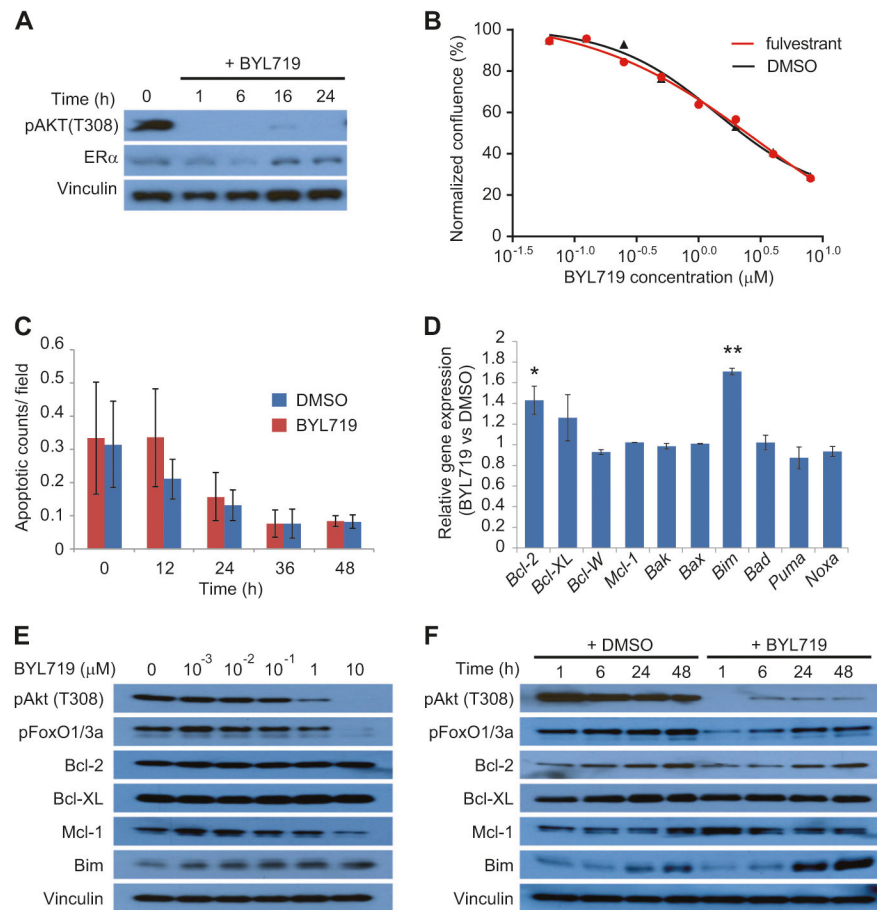 A
+ BYL719
Time (h) 0 1 6 16 24
pAKT(T308)
ERα
Vinculin
B
Normalized confluence (%)
100
80
60
40
20
0
fulvestrant
DMSO
10^-1.5 10^-1.0 10^-0.5 10^0.0 10^0.5 10^1.0
BYL719 concentration (μM)
C
Apoptotic counts/ field
0.6
0.5
0.4
0.3
0.2
0.1
0
DMSO
BYL719
0 12 24 36 48
Time (h)
D
Relative gene expression
(BYL719 vs DMSO)
2
1.8
1.6
1.4
1.2
1
0.8
0.6
0.4
0.2
0
*
**
Bcl-2 Bcl-XL Bcl-W Mcl-1 Bak Bax Bim Bad Puma Noxa
E
BYL719 (μM) 0 10^-3 10^-2 10^-1 1 10
pAkt (T308)
pFoxO1/3a
Bcl-2
Bcl-XL
Mcl-1
Bim
Vinculin
F
+ DMSO + BYL719
Time (h) 1 6 24 48 1 6 24 48
pAkt (T308)
pFoxO1/3a
Bcl-2
Bcl-XL
Mcl-1
Bim
Vinculin